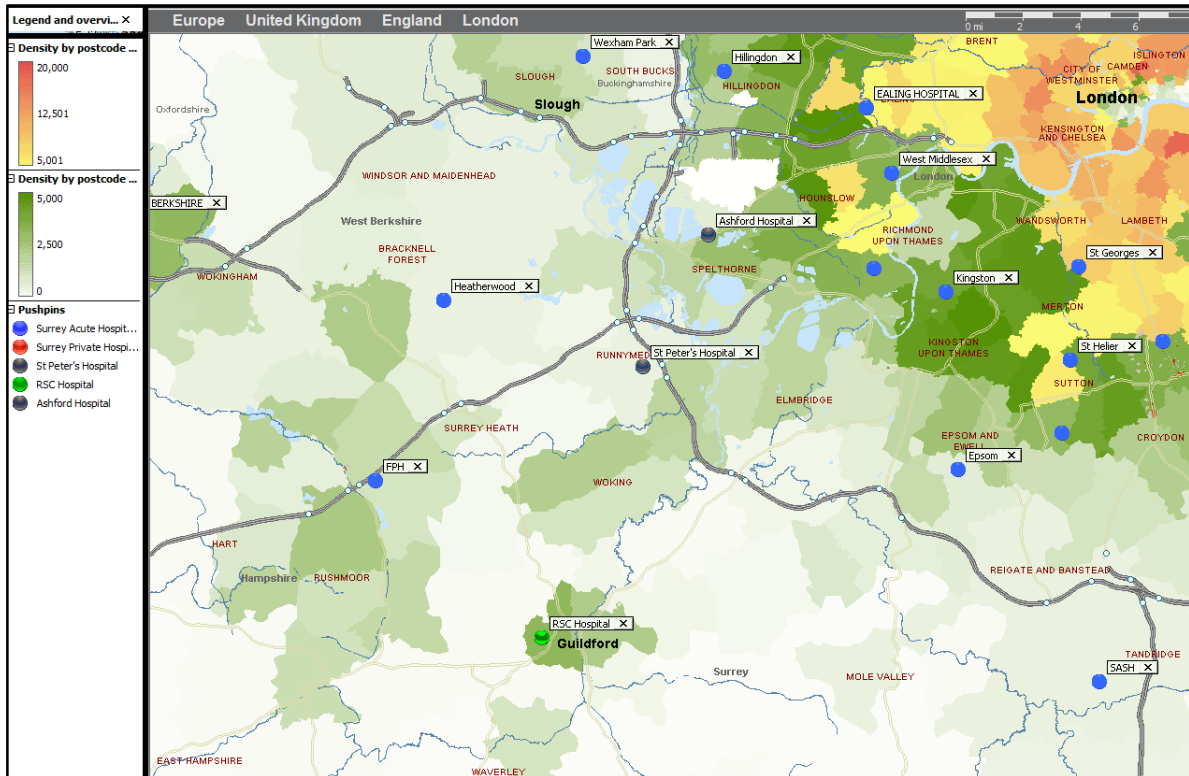 Legend and overvi...
Europe United Kingdom England London
0 mi 2 4 6
Density by postcode ...
20,000
12,501
5,001
Density by postcode ...
5,000
2,500
0
Pushpins
Surrey Acute Hospit...
Surrey Private Hospi...
St Peter's Hospital
RSC Hospital
Ashford Hospital
Wexham Park
BRENT
ISLINGTON
Hillingdon
CITY OF WESTMINSTER
CAMDEN
SLOUGH
SOUTH BUCKS
Buckinghamshire
HILLINGDON
EALING HOSPITAL
London
Oxfordshire
Slough
KENSINGTON
AND CHELSEA
West Middlesex
London
WINDSOR AND MAIDENHEAD
BERKSHIRE
HOUNSLOW
West Berkshire
Ashford Hospital
WANDSWORTH
LAMBETH
RICHMOND
UPON THAMES
BRACKNELL
FOREST
St Georges
WOKINGHAM
SPELTHORNE
Heatherwood
Kingston
MERTON
RUNNYMED
St Peter's Hospital
KINGSTON
UPON THAMES
St Helier
SUTTON
ELMBRIDGE
SURREY HEATH
EPSOM AND
EWELL
CROYDON
Epsom
FPH
WOKING
HART
Hampshire
RUSHMOOR
REIGATE AND BANSTEAD
RSC Hospital
Guildford
TANDRIDGE
Surrey
MOLE VALLEY
SASH
EAST HAMPSHIRE
WAVERLEY